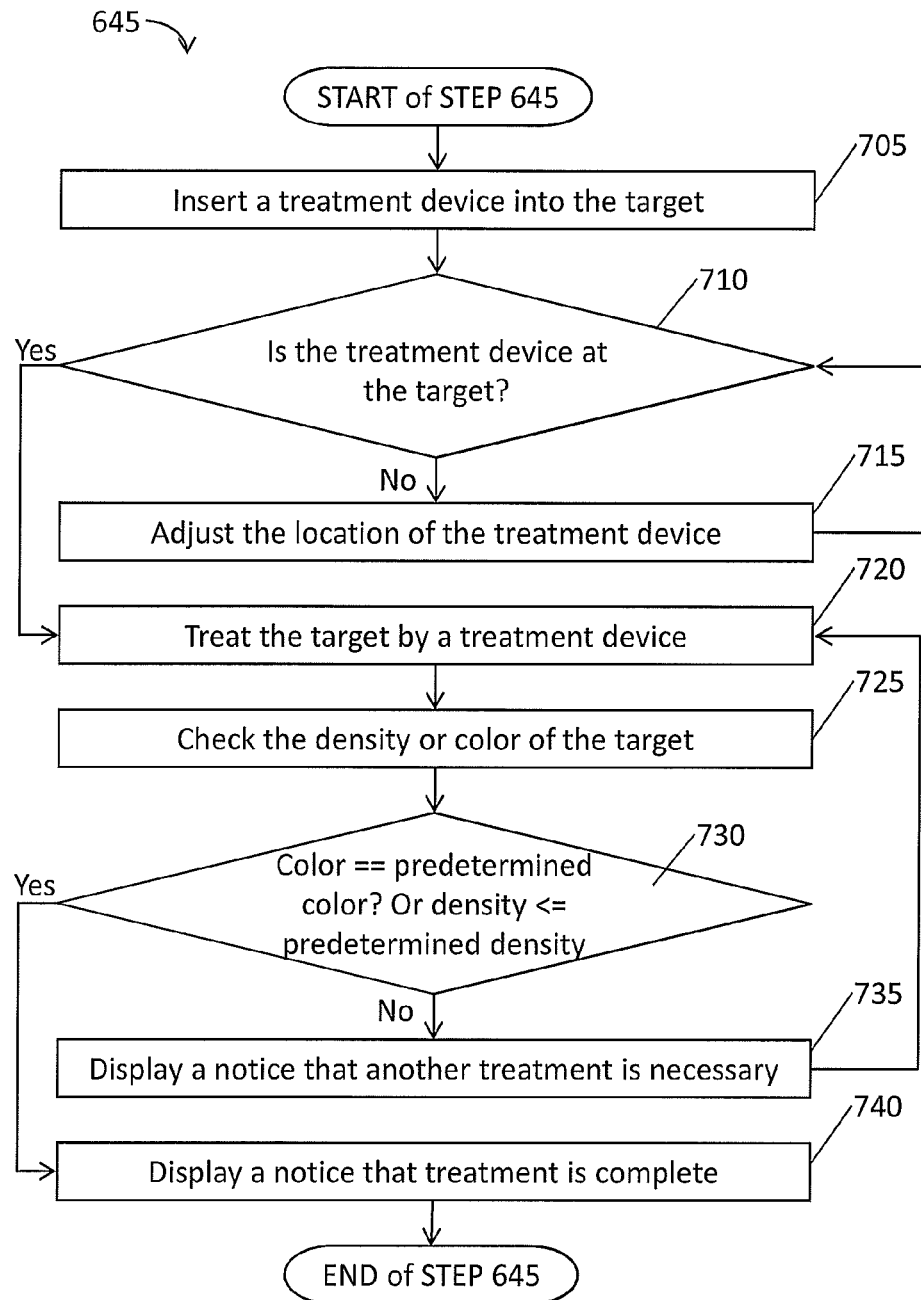 645
START of STEP 645
705
Insert a treatment device into the target
710
Yes
Is the treatment device at
the target?
No
715
Adjust the location of the treatment device
720
Treat the target by a treatment device
725
Check the density or color of the target
730
Yes
Color == predetermined
color? Or density <=
predetermined density
No
735
Display a notice that another treatment is necessary
740
Display a notice that treatment is complete
END of STEP 645